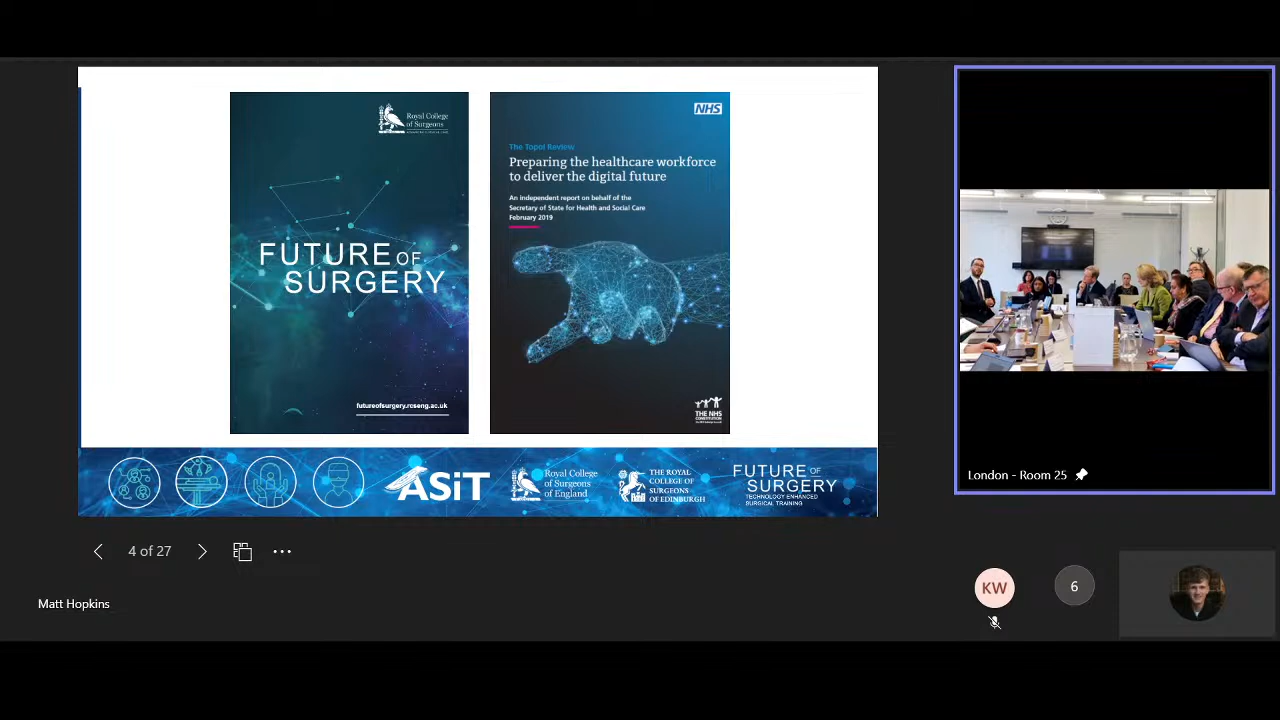 Royal College
of Surgeons
FUTURE OF
SURGERY
futureofsurgery.rcseng.ac.uk
NHS
The Topol Review
Preparing the healthcare workforce
to deliver the digital future
An independent report on behalf of the
Secretary of State for Health and Social Care
February 2019
THE NHS
CONSTITUTION
ASiT
Royal College
of Surgeons
of England
THE ROYAL
COLLEGE OF
SURGEONS
OF EDINBURGH
FUTURE OF
SURGERY
TECHNOLOGY ENHANCED
SURGICAL TRAINING
4 of 27
Matt Hopkins
London - Room 25
KW
6